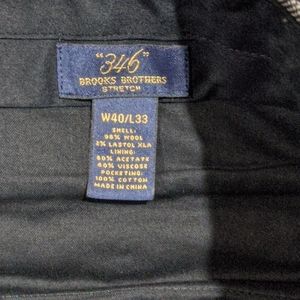 "346"
BROOKS BROTHERS
STRETCH
W40/L33
SHELL:
98% WOOL
2% LASTOL XLA
LINING:
60% ACETATE
40% VISCOSE
POCKETING:
100% COTTON
MADE IN CHINA